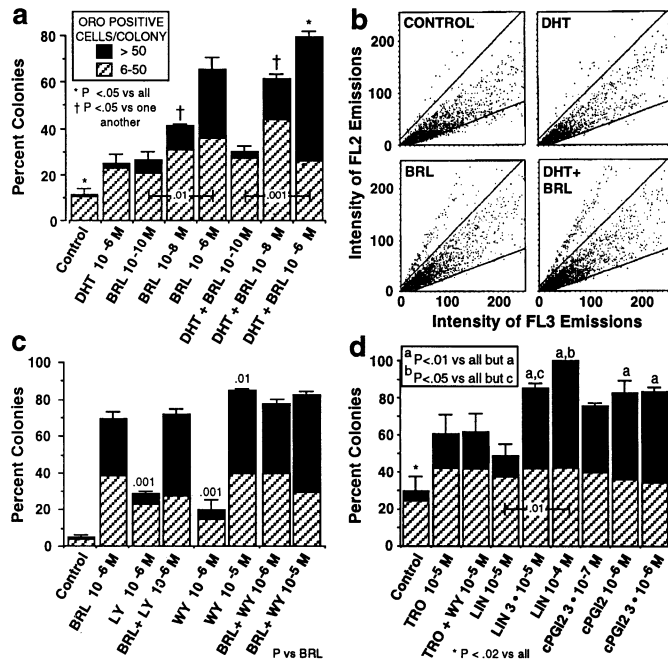 a
ORO POSITIVE
CELLS/COLONY
> 50
6-50
* P <.05 vs all
† P <.05 vs one
another
Percent Colonies
80
60
40
20
0
*
†
†
*
.01
.001
Control
DHT 10-6 M
BRL 10-10 M
BRL 10-8 M
BRL 10-6 M
DHT + BRL 10-10 M
DHT + BRL 10-8 M
DHT + BRL 10-6 M
b
Intensity of FL2 Emissions
CONTROL
DHT
BRL
DHT+
BRL
200
100
0
200
100
0
0 100 200
0 100 200
Intensity of FL3 Emissions
c
Percent Colonies
100
80
60
40
20
0
.001
.001
.01
Control
BRL 10-6 M
LY 10-6 M
BRL+ LY 10-6 M
WY 10-6 M
WY 10-5 M
BRL+ WY 10-6 M
BRL+ WY 10-5 M
P vs BRL
d
a P<.01 vs all but a
b P<.05 vs all but c
Percent Colonies
100
80
60
40
20
0
*
a,c
a,b
a
a
.01
Control
TRO 10-5 M
TRO + WY 10-5 M
LIN 10-5 M
LIN 3 • 10-5 M
LIN 10-4 M
cPGI2 3 • 10-7 M
cPGI2 10-6 M
cPGI2 3 • 10-6 M
* P < .02 vs all